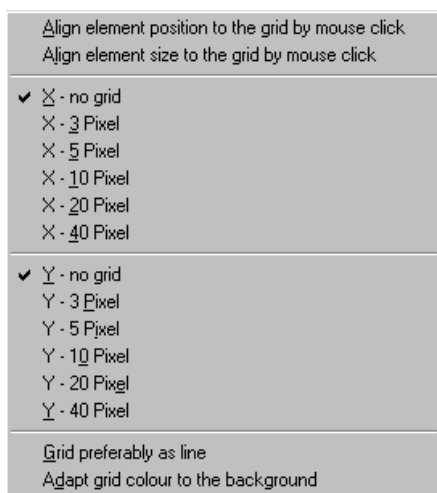 Align element position to the grid by mouse click
Align element size to the grid by mouse click
X - no grid
X - 3 Pixel
X - 5 Pixel
X - 10 Pixel
X - 20 Pixel
X - 40 Pixel
Y - no grid
Y - 3 Pixel
Y - 5 Pixel
Y - 10 Pixel
Y - 20 Pixel
Y - 40 Pixel
Grid preferably as line
Adapt grid colour to the background